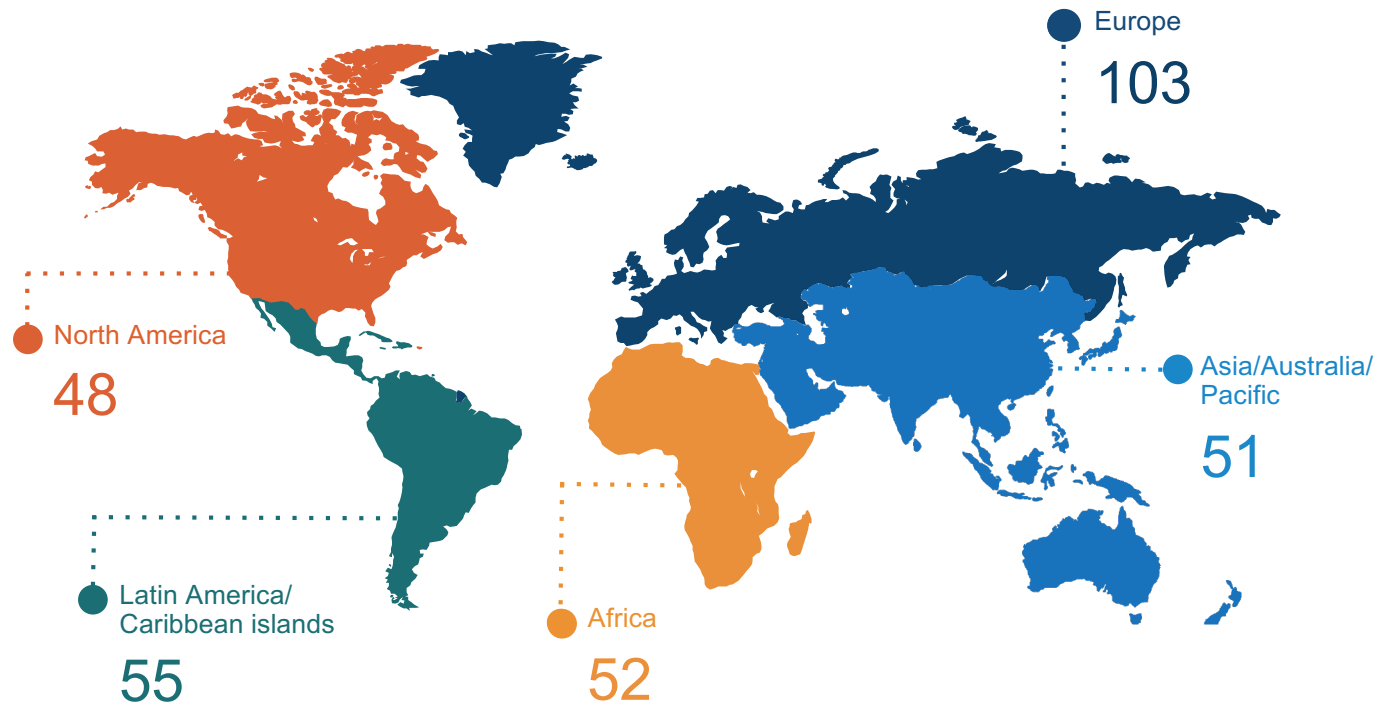 Europe
103
North America
48
Asia/Australia/
Pacific
51
Latin America/
Caribbean islands
55
Africa
52